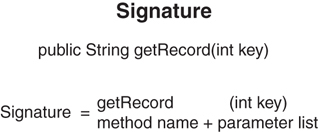 Signature
public String getRecord(int key)
Signature = getRecord (int key)
method name + parameter list